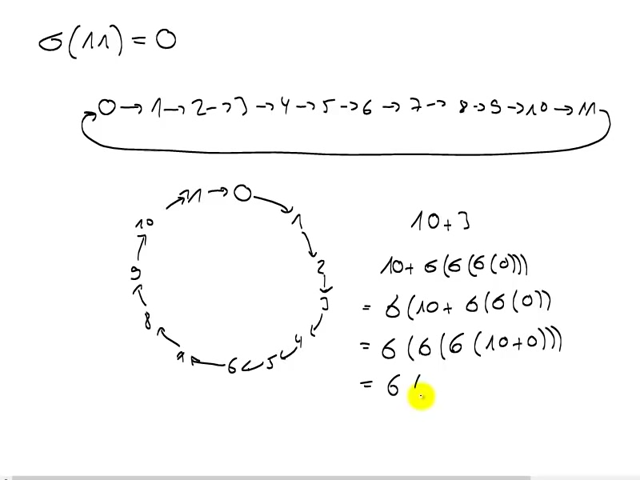 σ(11) = 0
0 → 1 → 2 → 3 → 4 → 5 → 6 → 7 → 8 → 9 → 10 → 11
11 → 0
10
1
9
2
8
3
4
6
5
10 + 3
10 + σ(σ(σ(0)))
= σ(10 + σ(σ(0))
= σ(σ(σ(10+0)))
= σ (